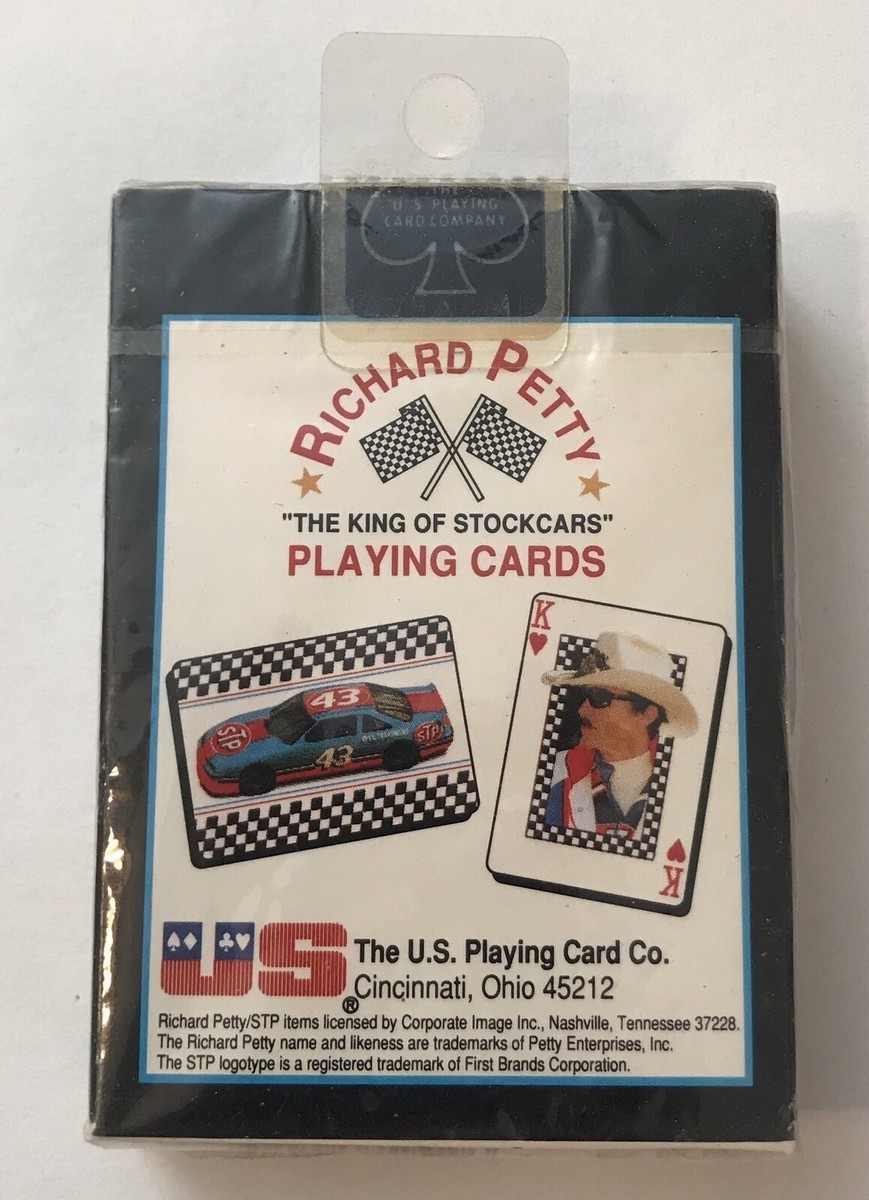 THE
U.S. PLAYING
CARD COMPANY
RICHARD PETTY
"THE KING OF STOCKCARS"
PLAYING CARDS
K
43
STP
43
STP
K
US
®
The U.S. Playing Card Co.
Cincinnati, Ohio 45212
Richard Petty/STP items licensed by Corporate Image Inc., Nashville, Tennessee 37228.
The Richard Petty name and likeness are trademarks of Petty Enterprises, Inc.
The STP logotype is a registered trademark of First Brands Corporation.